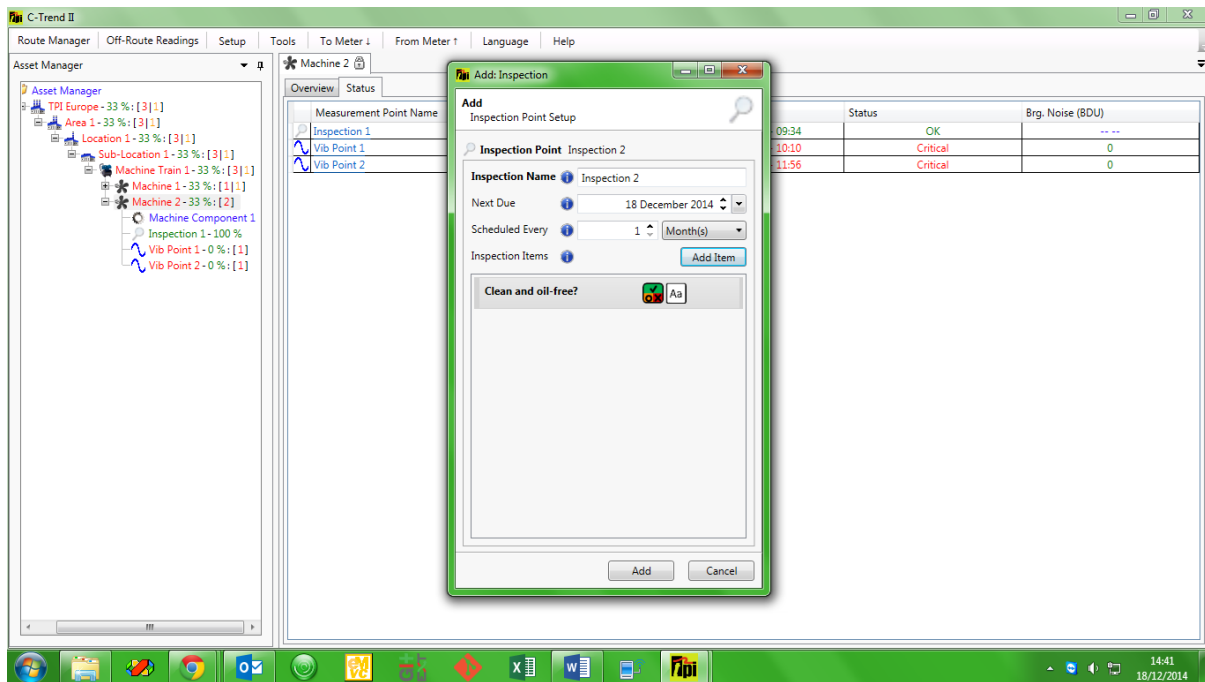 C-Trend II
Route Manager Off-Route Readings Setup Tools To Meter ↓ From Meter ↑ Language Help
Asset Manager
Asset Manager
TPI Europe - 33 %: [3|1]
Area 1 - 33 %: [3|1]
Location 1 - 33 %: [3|1]
Sub-Location 1 - 33 %: [3|1]
Machine Train 1 - 33 %: [3|1]
Machine 1 - 33 %: [1|1]
Machine 2 - 33 %: [2]
Machine Component 1
Inspection 1 - 100 %
Vib Point 1 - 0 %: [1]
Vib Point 2 - 0 %: [1]
Machine 2
Overview Status
Measurement Point Name Status Brg. Noise (BDU)
Inspection 1 09:34 OK -- --
Vib Point 1 10:10 Critical 0
Vib Point 2 11:56 Critical 0
TPI Add: Inspection
Add
Inspection Point Setup
Inspection Point Inspection 2
Inspection Name Inspection 2
Next Due 18 December 2014
Scheduled Every 1 Month(s)
Inspection Items Add Item
Clean and oil-free? OK X Aa
Add Cancel
14:41
18/12/2014